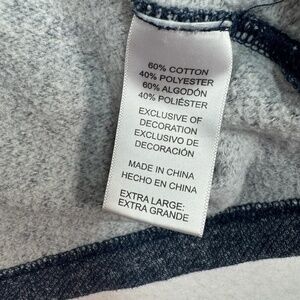 60% COTTON
40% POLYESTER
60% ALGODÓN
40% POLIÉSTER
EXCLUSIVE OF
DECORATION
EXCLUSIVO DE
DECORACIÓN
MADE IN CHINA
HECHO EN CHINA
EXTRA LARGE:
EXTRA GRANDE